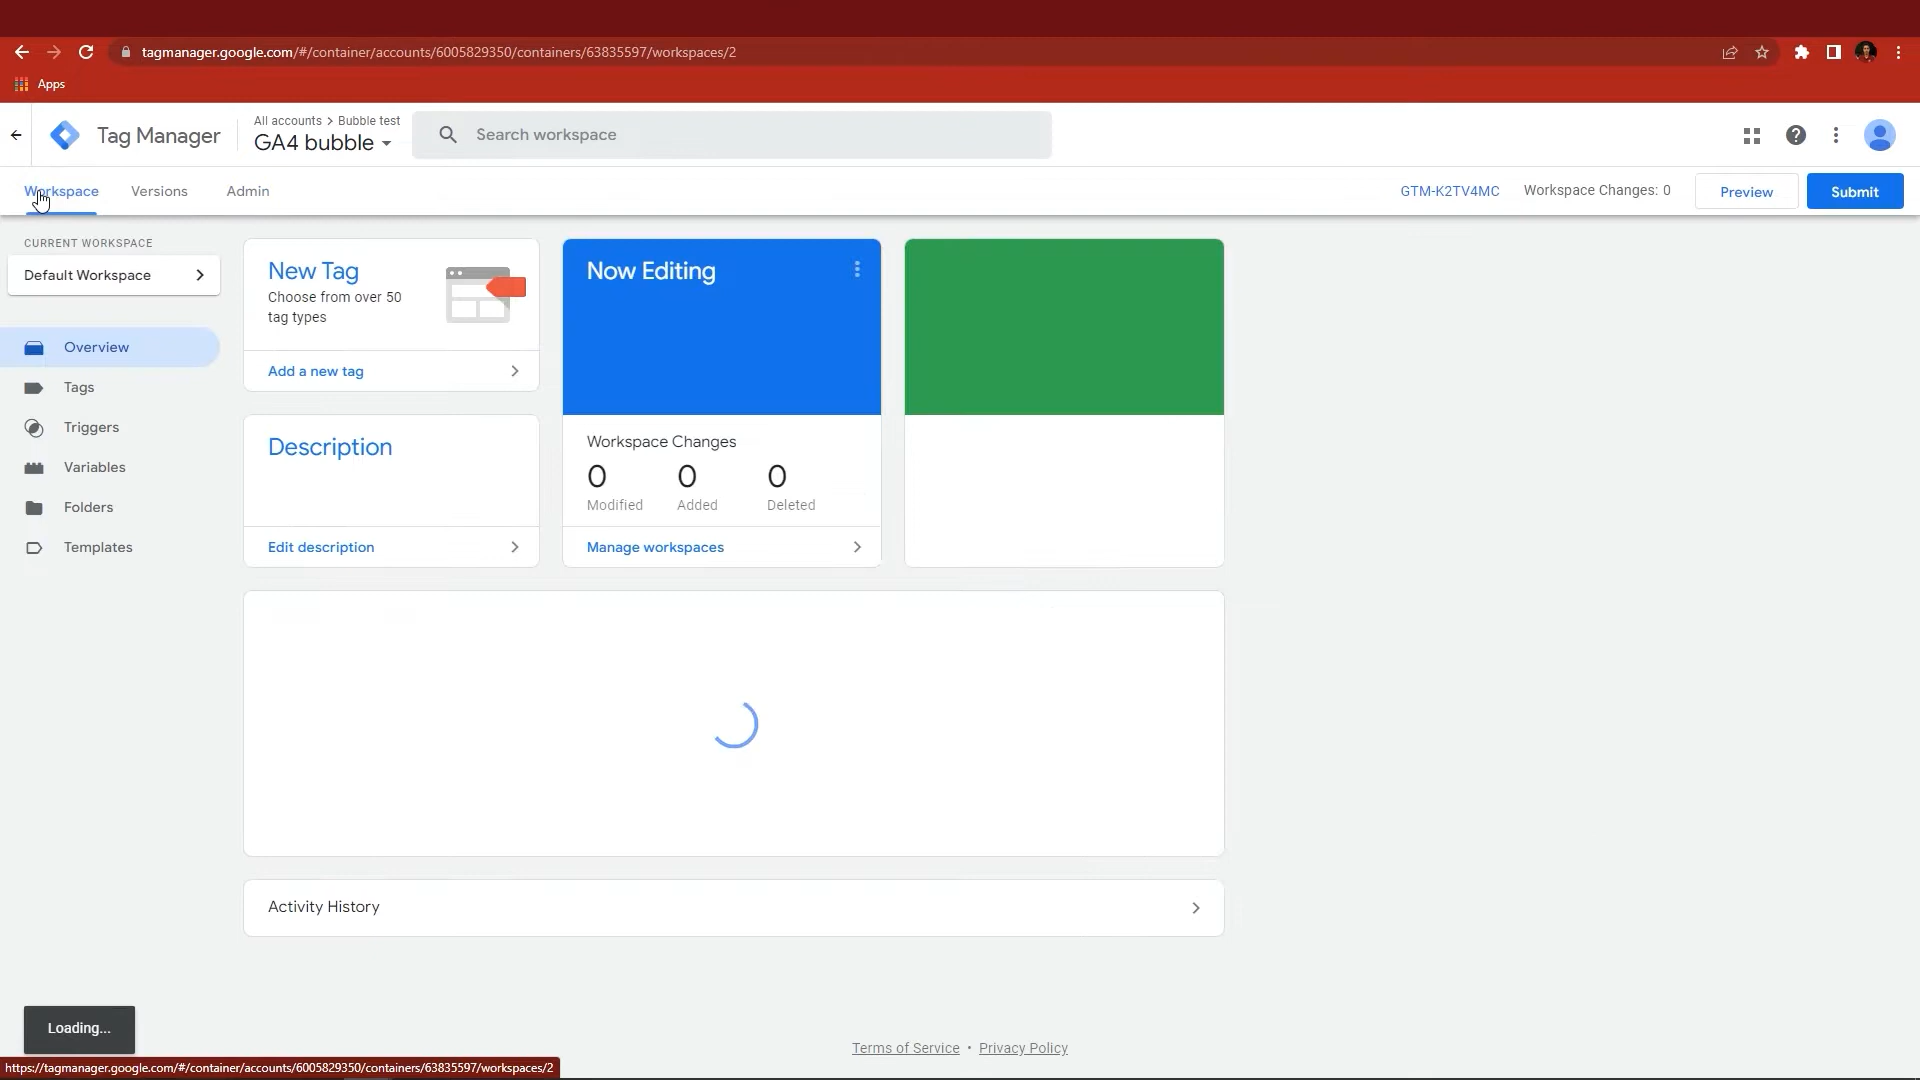 tagmanager.google.com/#/container/accounts/6005829350/containers/63835597/workspaces/2
Apps
Tag Manager
All accounts > Bubble test
GA4 bubble
Search workspace
Workspace
Versions
Admin
GTM-K2TV4MC
Workspace Changes: 0
Preview
Submit
CURRENT WORKSPACE
Default Workspace
Overview
Tags
Triggers
Variables
Folders
Templates
New Tag
Choose from over 50
tag types
Add a new tag
Description
Edit description
Now Editing
Workspace Changes
0 0 0
Modified Added Deleted
Manage workspaces
Activity History
Loading...
Terms of Service • Privacy Policy
https://tagmanager.google.com/#/container/accounts/6005829350/containers/63835597/workspaces/2